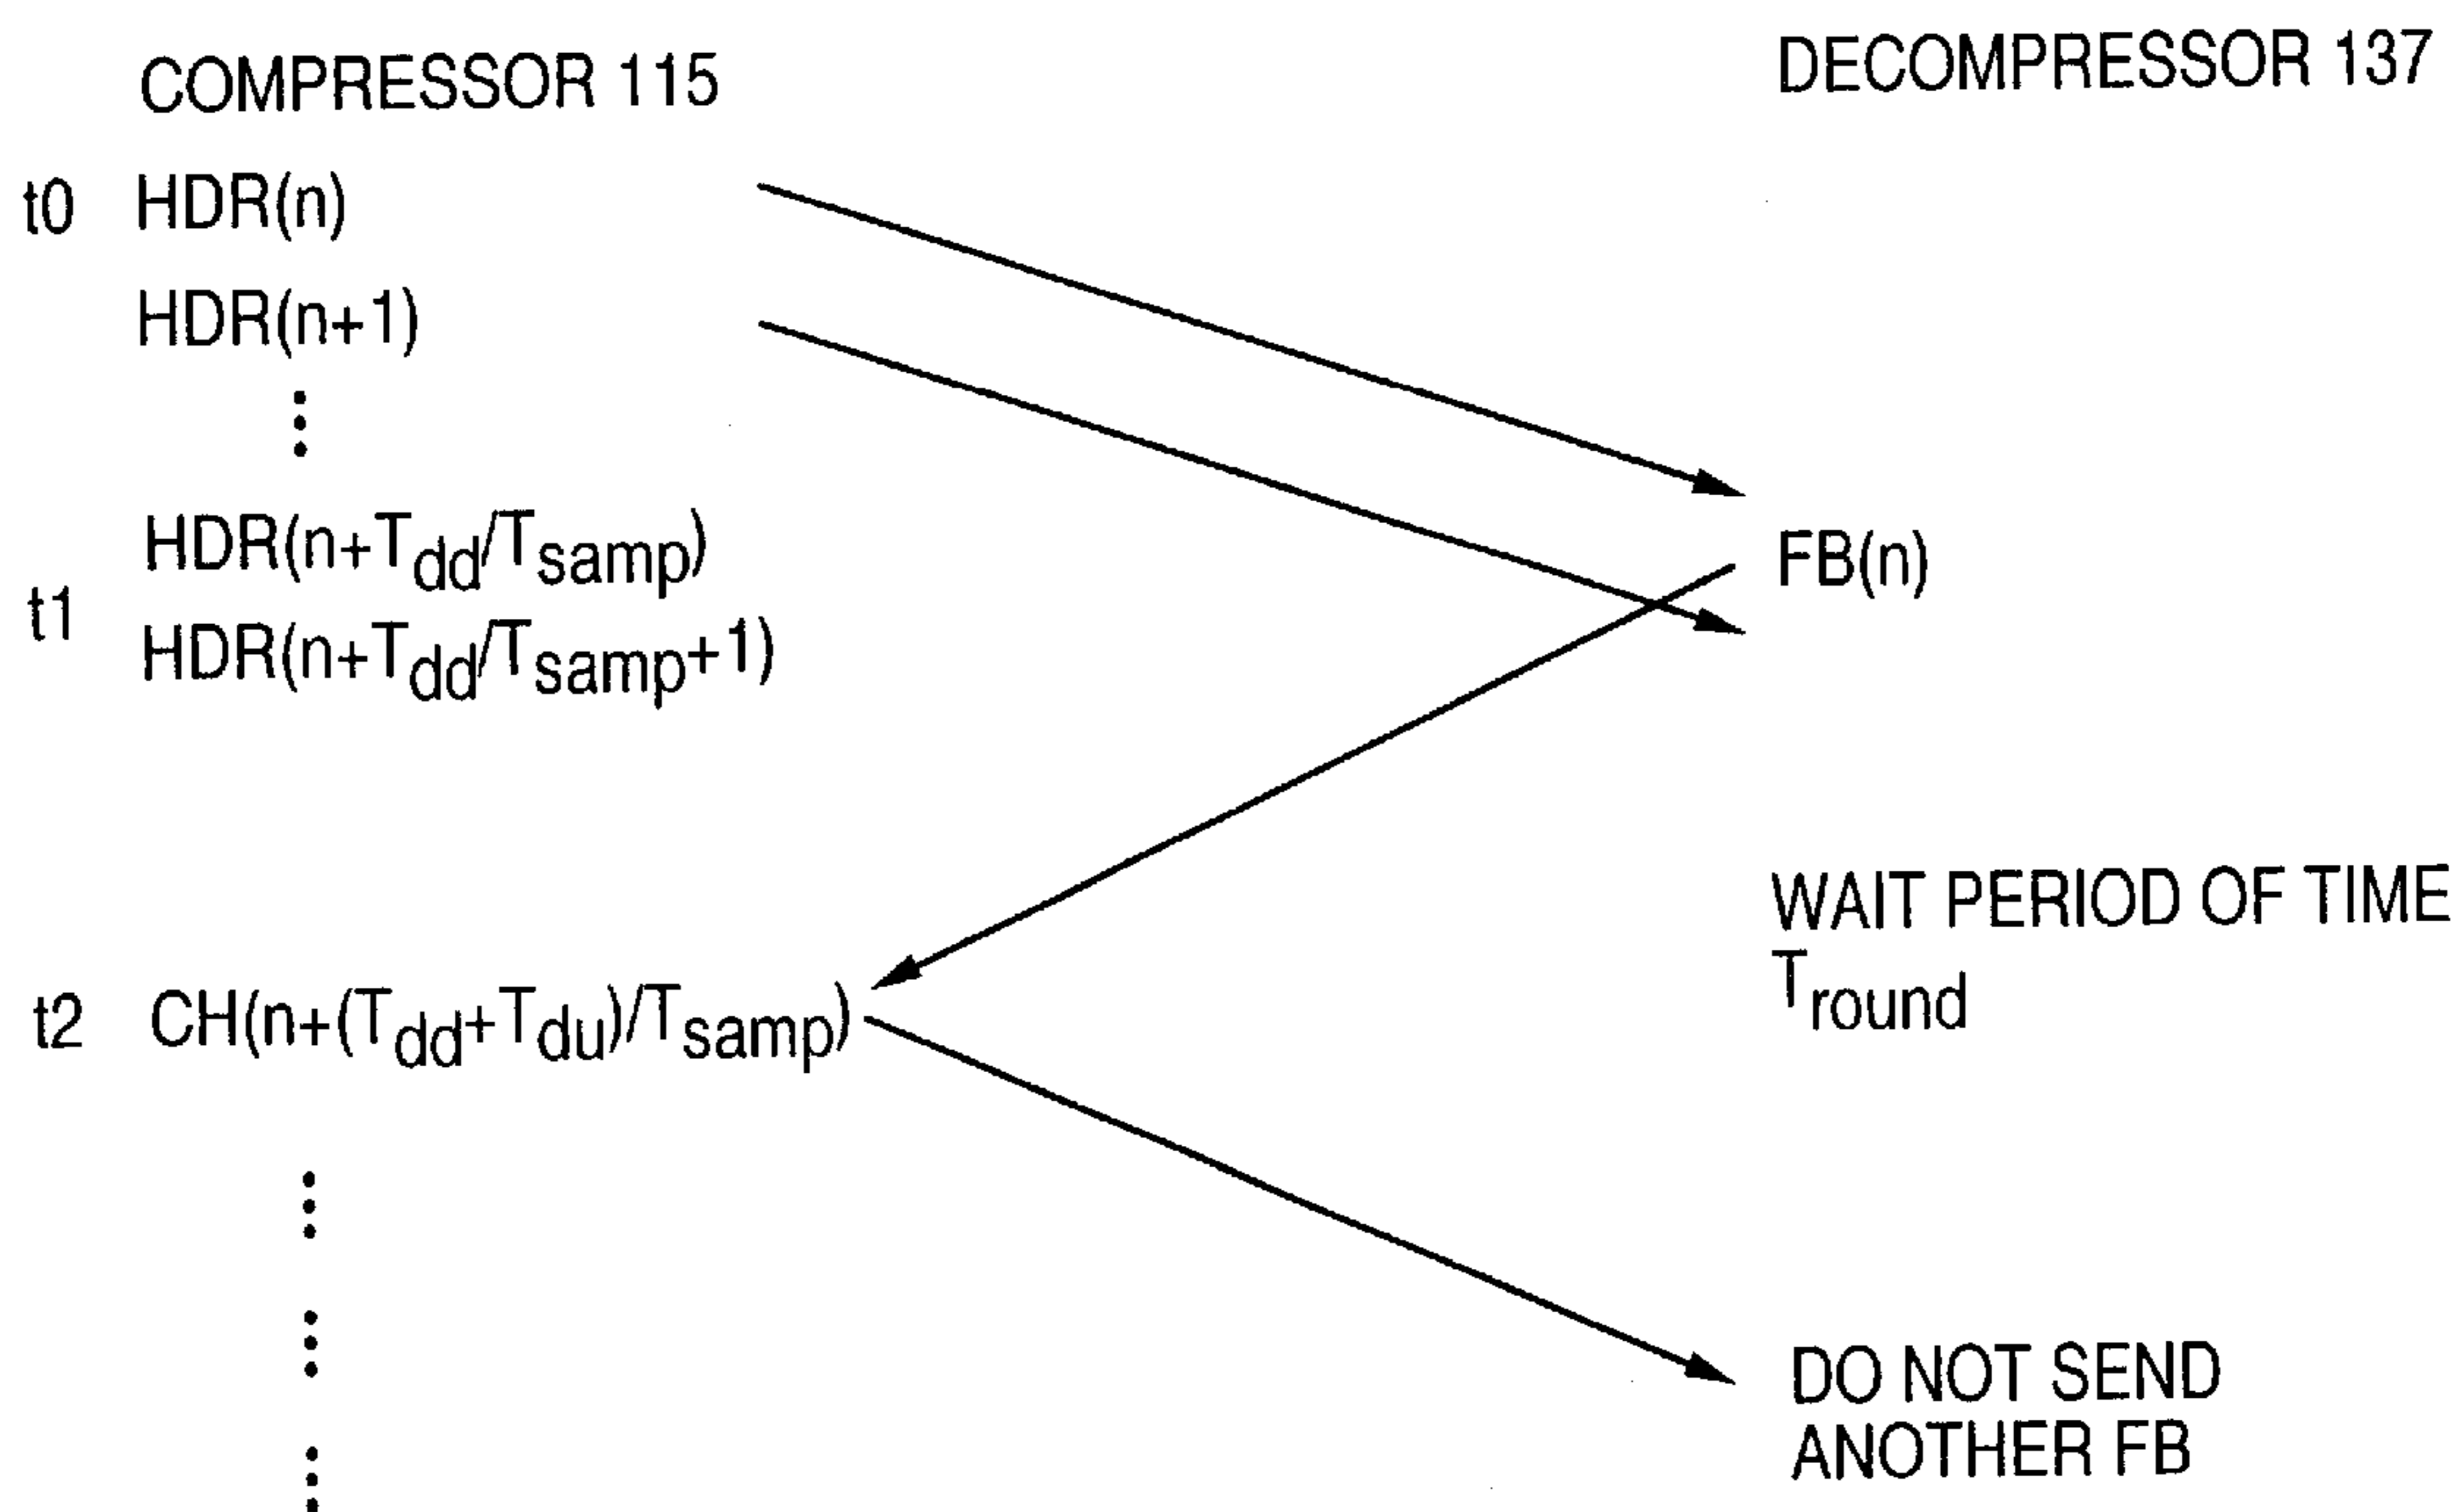 COMPRESSOR 115
DECOMPRESSOR 137
t0 HDR(n)
HDR(n+1)
HDR(n+Tdd/Tsamp)
FB(n)
t1
HDR(n+Tdd/Tsamp+1)
WAIT PERIOD OF TIME
Tround
t2 CH(n+(Tdd+Tdu)/Tsamp)
DO NOT SEND
ANOTHER FB